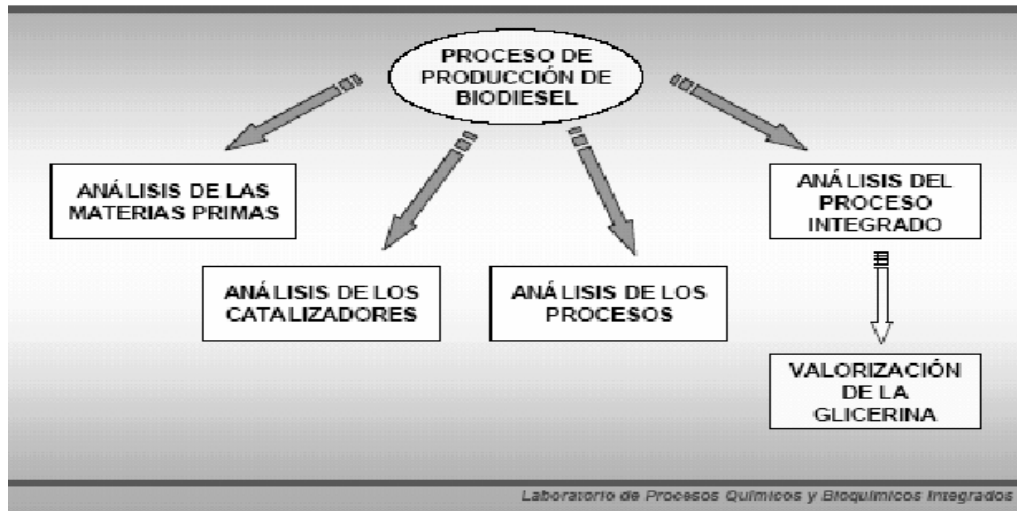 PROCESO DE
PRODUCCIÓN DE
BIODIESEL
ANÁLISIS DE LAS
MATERIAS PRIMAS
ANÁLISIS DEL
PROCESO
INTEGRADO
ANÁLISIS DE LOS
CATALIZADORES
ANÁLISIS DE LOS
PROCESOS
VALORIZACIÓN
DE LA
GLICERINA
Laboratorio de Procesos Químicos y Bioquímicos Integrados